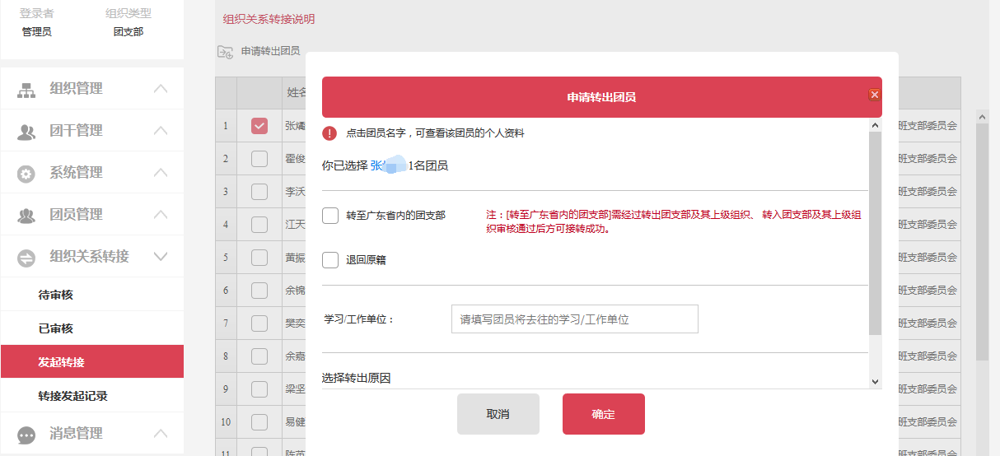 登录者
组织类型
管理员
团支部
组织管理
团干管理
系统管理
团员管理
组织关系转接
待审核
已审核
发起转接
转接发起记录
消息管理
组织关系转接说明
申请转出团员
姓名
1 张燏 班支部委员会
2 霍俊 班支部委员会
3 李沃 班支部委员会
4 江天 班支部委员会
5 黄振 班支部委员会
6 余锦 班支部委员会
7 樊奕 班支部委员会
8 余嘉 班支部委员会
9 梁坚 班支部委员会
10 易健 班支部委员会
11 班支部委员会
申请转出团员
点击团员名字，可查看该团员的个人资料
你已选择 张 1名团员
转至广东省内的团支部
注：[转至广东省内的团支部]需经过转出团支部及其上级组织、 转入团支部及其上级组
织审核通过后方可接转成功。
退回原籍
学习/工作单位：
请填写团员将去往的学习/工作单位
选择转出原因
取消
确定